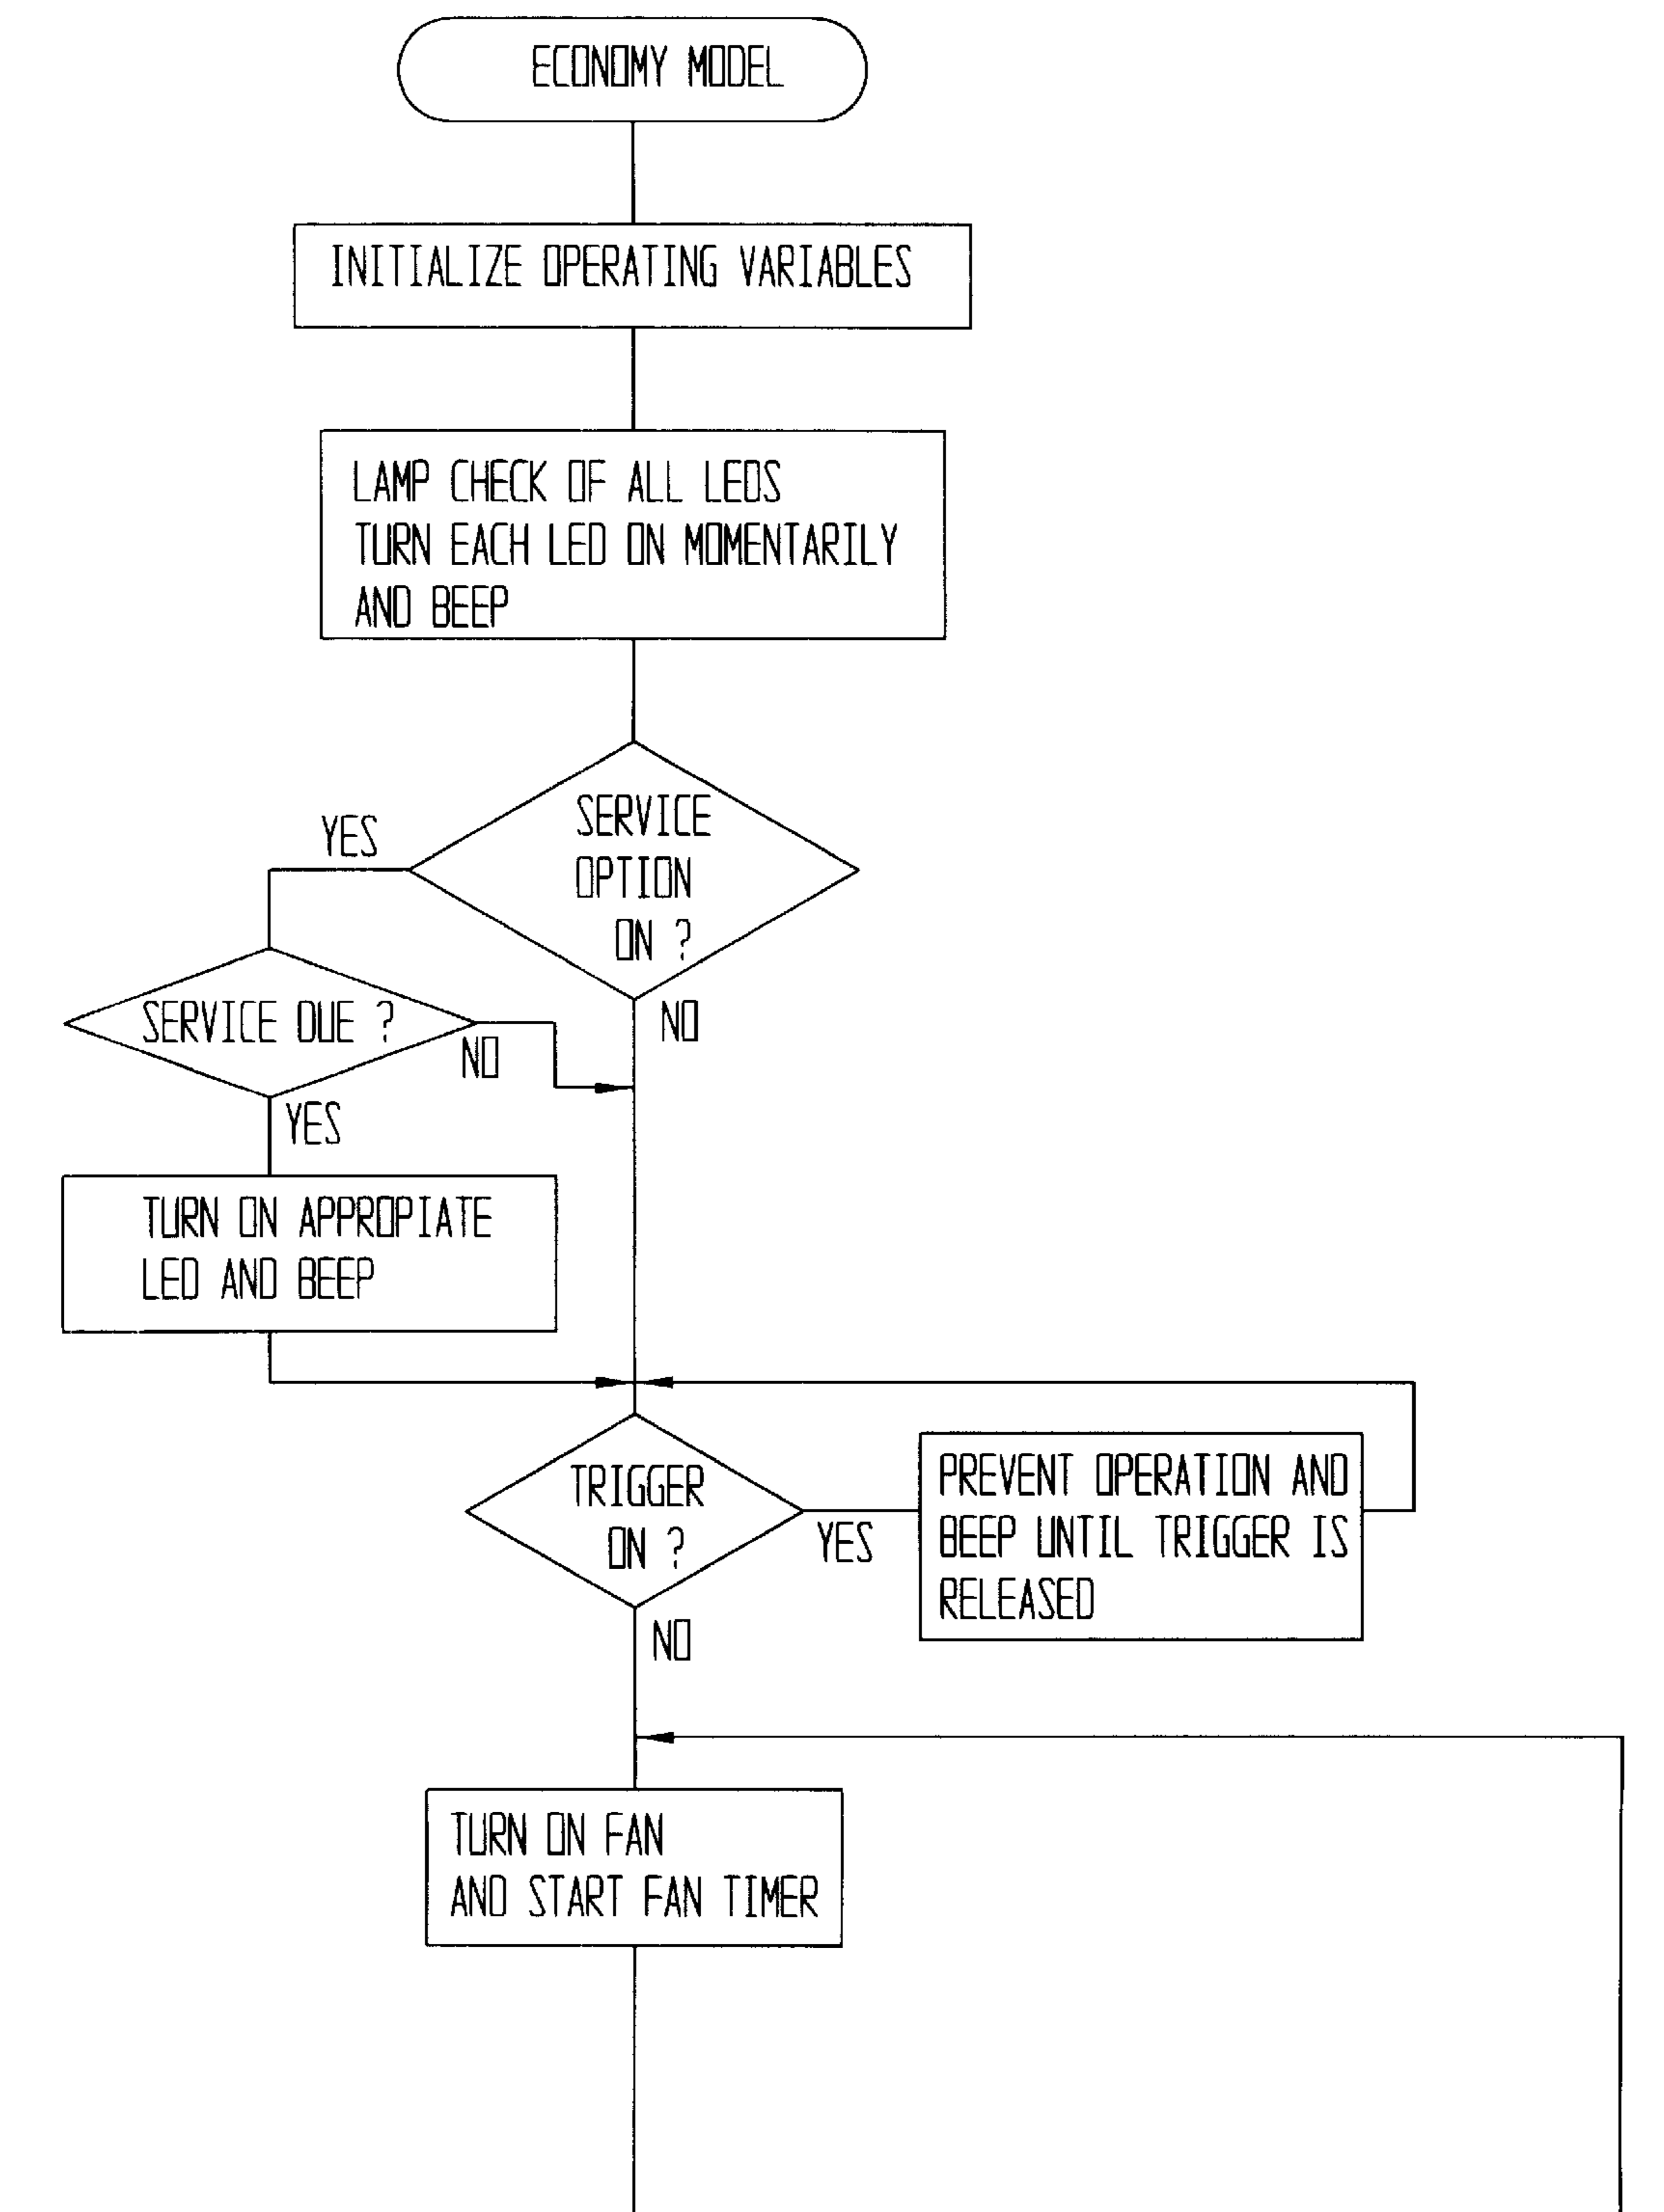 ECONOMY MODEL
INITIALIZE OPERATING VARIABLES
LAMP CHECK OF ALL LEDS
TURN EACH LED ON MOMENTARILY
AND BEEP
SERVICE
OPTION
ON ?
YES
NO
SERVICE DUE ?
NO
YES
TURN ON APPROPIATE
LED AND BEEP
TRIGGER
ON ?
YES
NO
PREVENT OPERATION AND
BEEP UNTIL TRIGGER IS
RELEASED
TURN ON FAN
AND START FAN TIMER